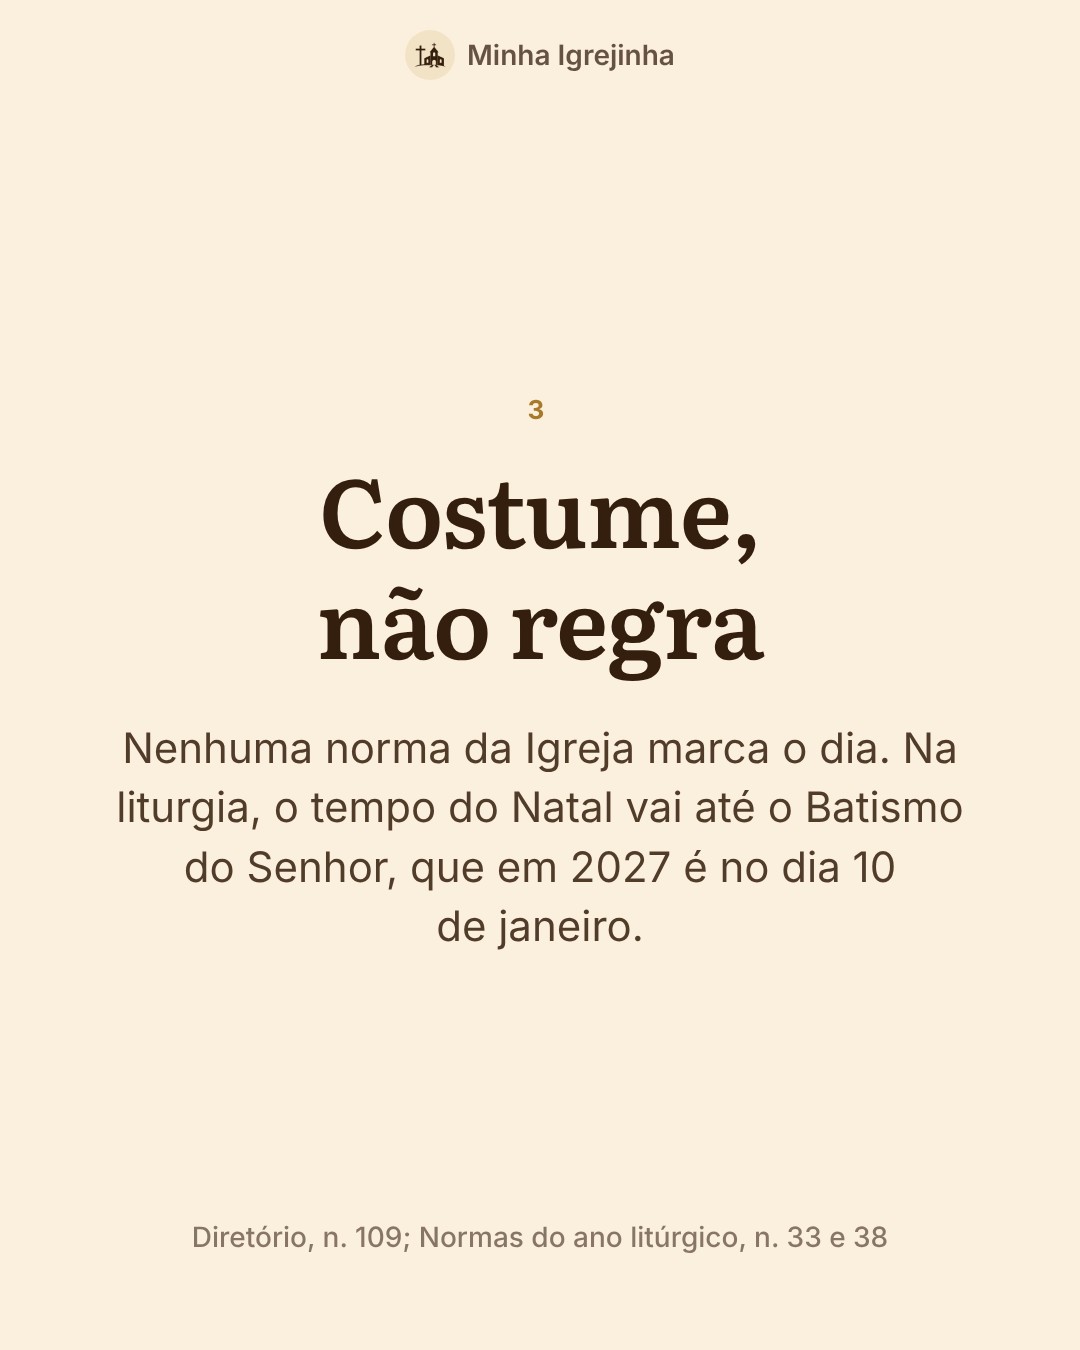 Minha Igrejinha
3
Costume,
não regra
Nenhuma norma da Igreja marca o dia. Na
liturgia, o tempo do Natal vai até o Batismo
do Senhor, que em 2027 é no dia 10
de janeiro.
Diretório, n. 109; Normas do ano litúrgico, n. 33 e 38